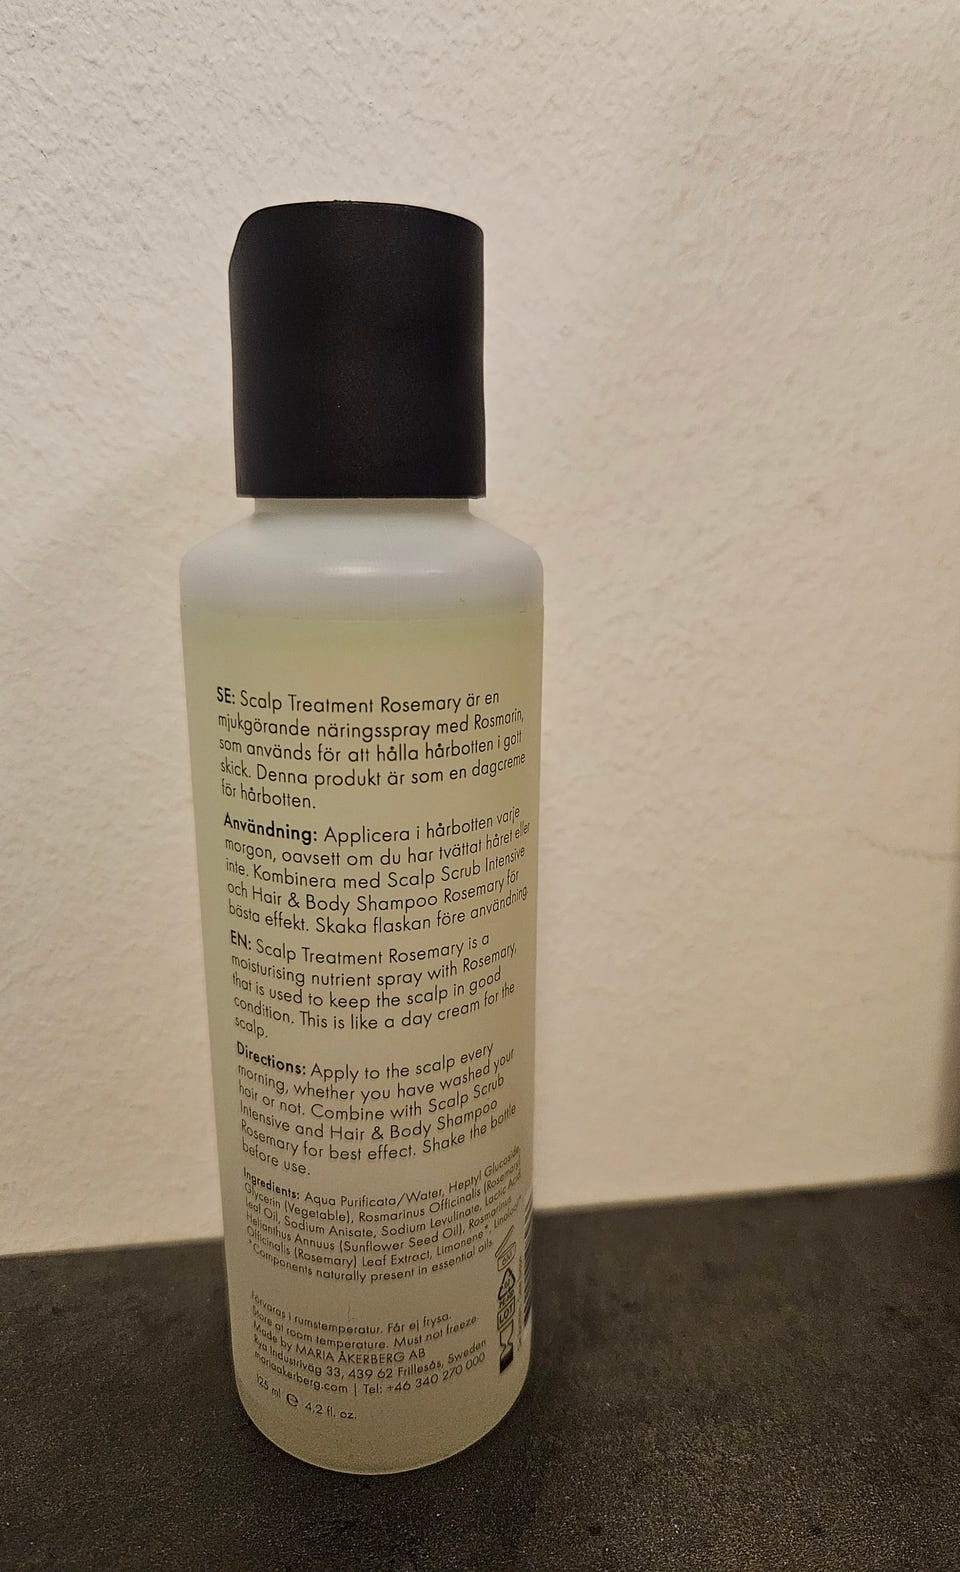 SE: Scalp Treatment Rosemary är en
mjukgörande näringsspray med Rosmarin,
som används för att hålla hårbotten i gott
skick. Denna produkt är som en dagcreme
för hårbotten.
Användning: Applicera i hårbotten varje
morgon, oavsett om du har tvättat håret eller
inte. Kombinera med Scalp Scrub Intensive
och Hair & Body Shampoo Rosemary för
bästa effekt. Skaka flaskan före användning.
EN: Scalp Treatment Rosemary is a
moisturising nutrient spray with Rosemary,
that is used to keep the scalp in good
condition. This is like a day cream for the
scalp.
Directions: Apply to the scalp every
morning, whether you have washed your
hair or not. Combine with Scalp Scrub
Intensive and Hair & Body Shampoo
Rosemary for best effect. Shake the bottle
before use.
Ingredients: Aqua Purificata/Water, Heptyl Glucoside,
Glycerin (Vegetable), Rosmarinus Officinalis (Rosemary)
Leaf Oil, Sodium Anisate, Sodium Levulinate, Lactic Acid,
Helianthus Annuus (Sunflower Seed Oil), Rosmarinus
Officinalis (Rosemary) Leaf Extract, Limonene*, Linalool*.
*Components naturally present in essential oils.
Förvaras i rumstemperatur. Får ej frysa.
Store at room temperature. Must not freeze.
Made by MARIA ÅKERBERG AB
Rya Industriväg 33, 439 62 Frillesås, Sweden
mariaakerberg.com | Tel: +46 340 270 000
125 ml e 4.2 fl. oz.